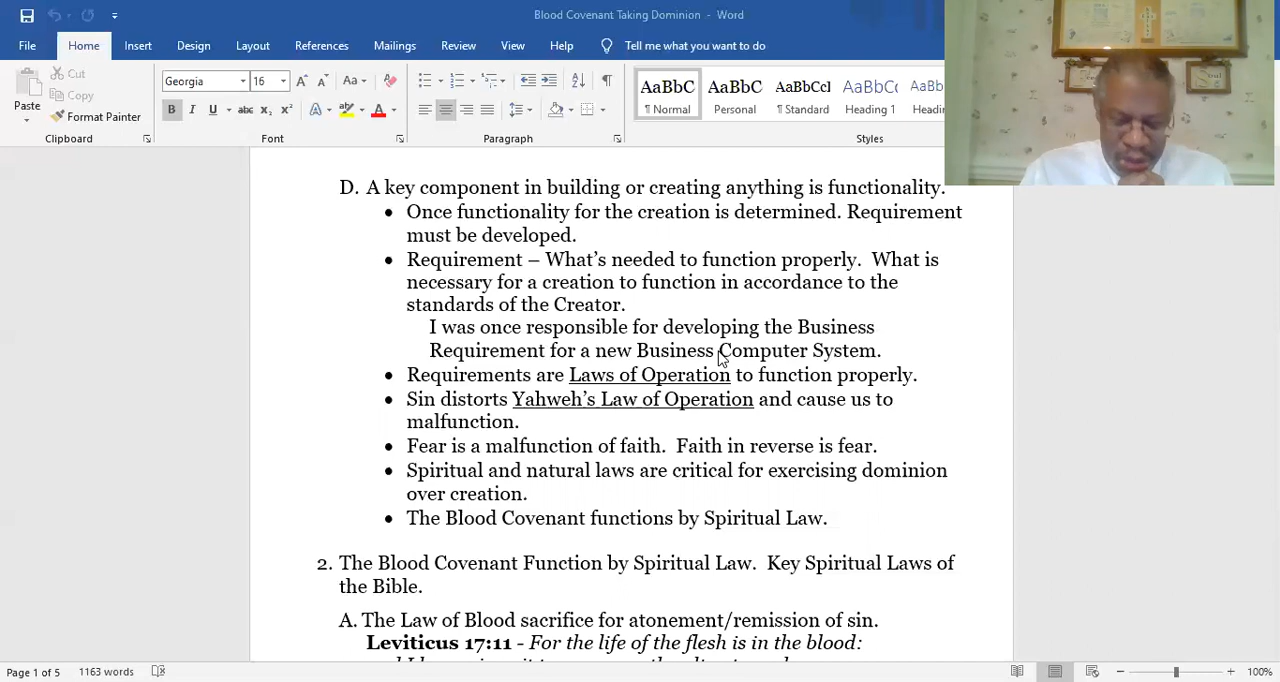 Blood Covenant Taking Dominion - Word
File Home Insert Design Layout References Mailings Review View Help Tell me what you want to do
Paste
Cut
Copy
Format Painter
Clipboard
Georgia 16
Font
Paragraph
AaBbC AaBbC AaBbCcI AaBbC AaBb
¶ Normal Personal ¶ Standard Heading 1 Headin
Styles
D. A key component in building or creating anything is functionality.
• Once functionality for the creation is determined. Requirement
must be developed.
• Requirement – What's needed to function properly. What is
necessary for a creation to function in accordance to the
standards of the Creator.
I was once responsible for developing the Business
Requirement for a new Business Computer System.
• Requirements are Laws of Operation to function properly.
• Sin distorts Yahweh's Law of Operation and cause us to
malfunction.
• Fear is a malfunction of faith. Faith in reverse is fear.
• Spiritual and natural laws are critical for exercising dominion
over creation.
• The Blood Covenant functions by Spiritual Law.
2. The Blood Covenant Function by Spiritual Law. Key Spiritual Laws of
the Bible.
A. The Law of Blood sacrifice for atonement/remission of sin.
Leviticus 17:11 - For the life of the flesh is in the blood:
Page 1 of 5 1163 words 100%